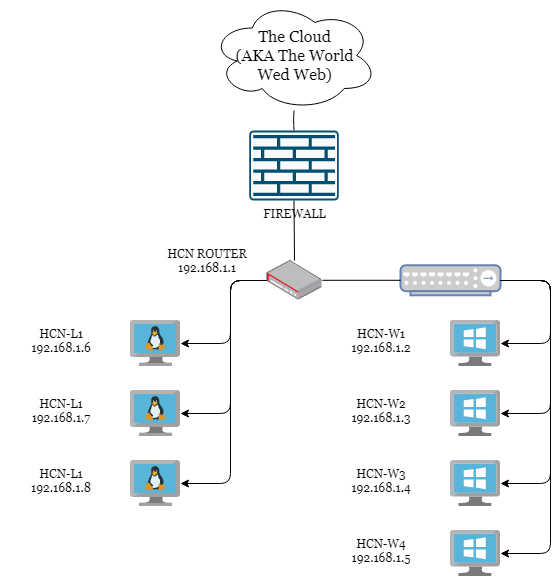 The Cloud
(AKA The World
Wed Web)
FIREWALL
HCN ROUTER
192.168.1.1
HCN-L1
192.168.1.6
HCN-W1
192.168.1.2
HCN-L1
192.168.1.7
HCN-W2
192.168.1.3
HCN-L1
192.168.1.8
HCN-W3
192.168.1.4
HCN-W4
192.168.1.5